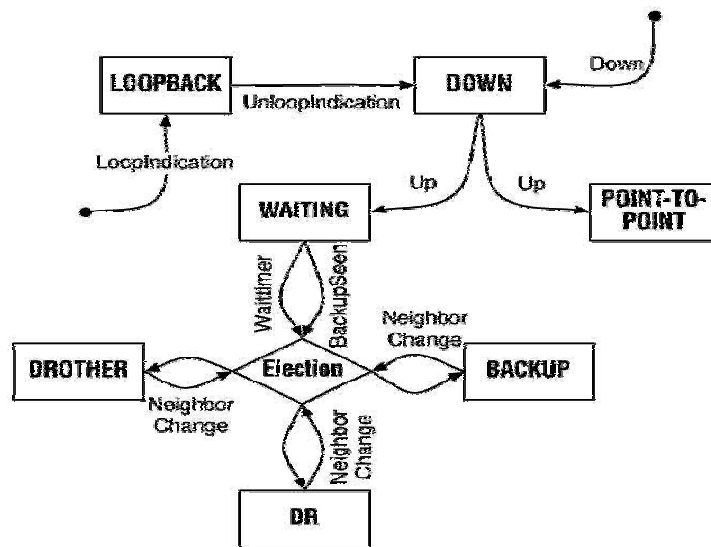 Down
LOOPBACK
DOWN
UnloopIndication
LoopIndication
Up
Up
WAITING
POINT-TO-
POINT
Waittimer
BackupSeen
Neighbor
Change
DROTHER
Election
BACKUP
Neighbor
Change
Neighbor
Change
DR